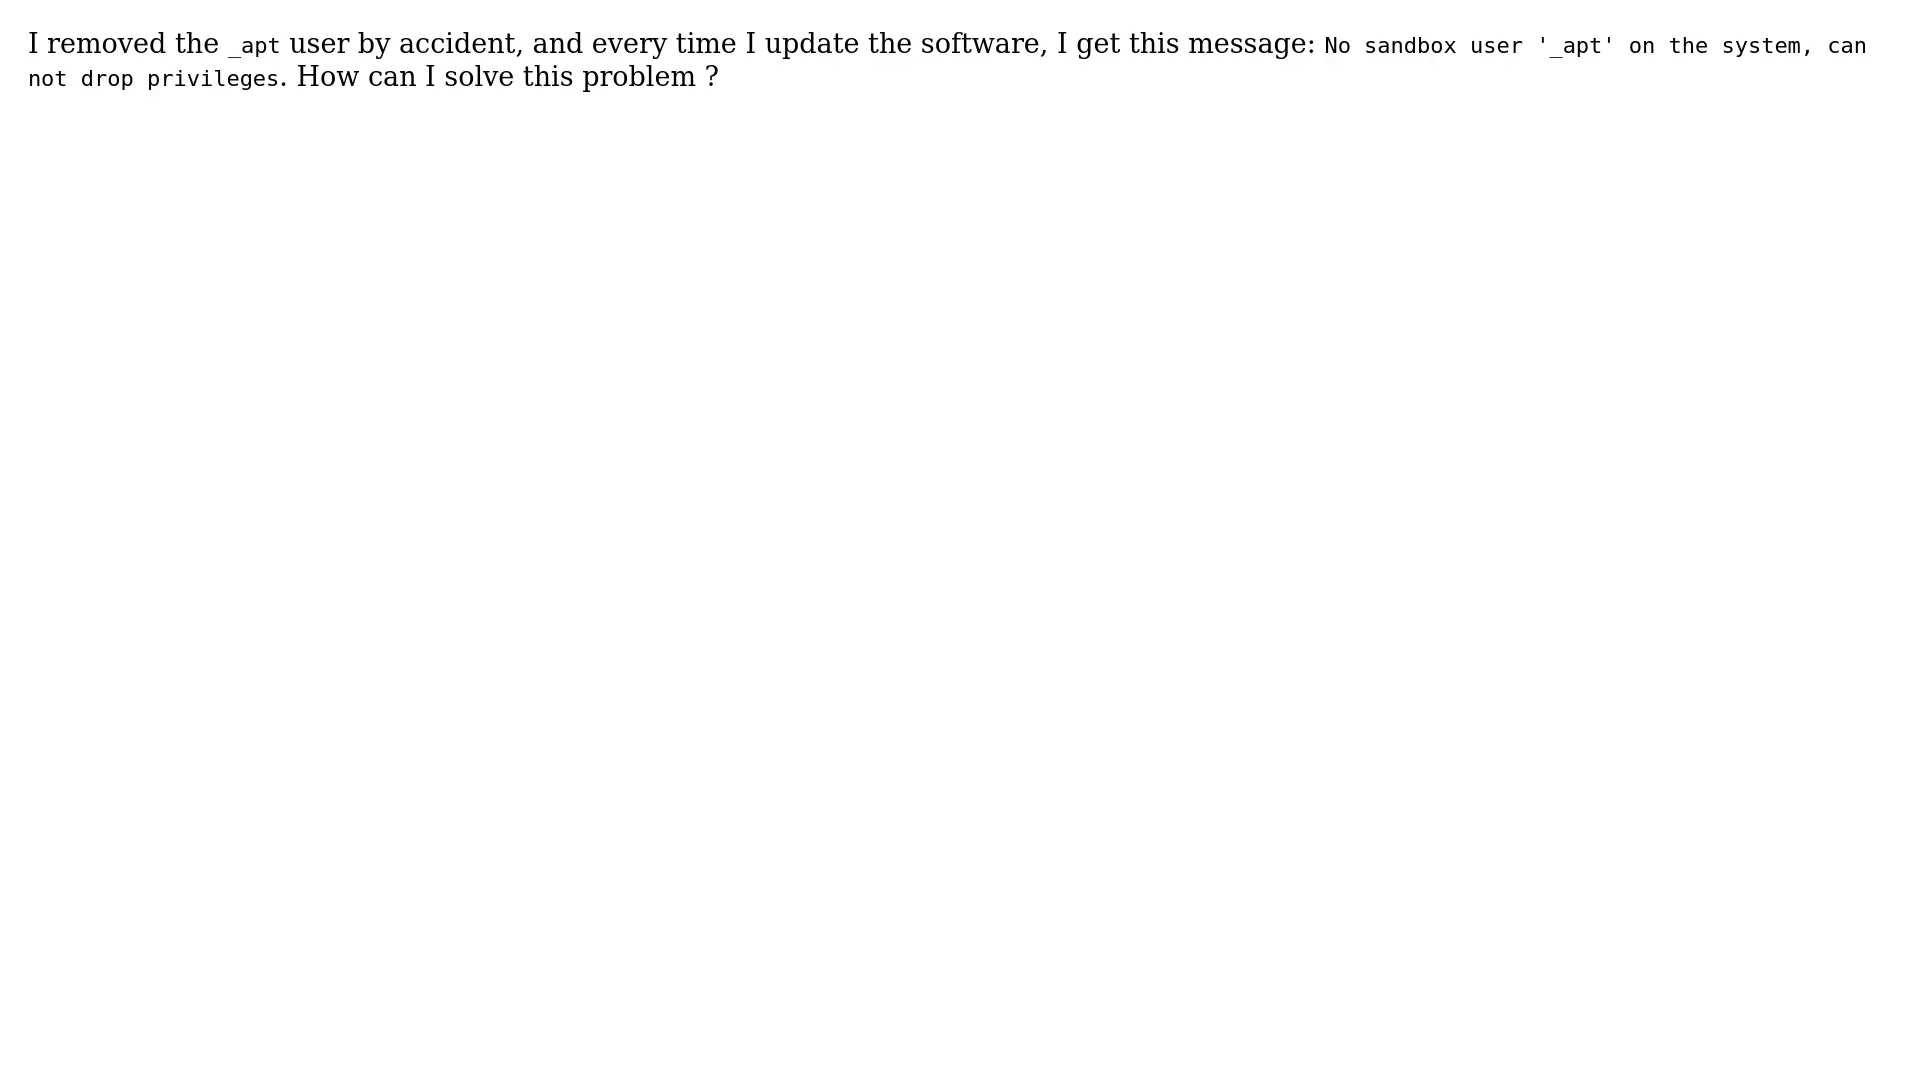 I removed the _apt user by accident, and every time I update the software, I get this message: No sandbox user '_apt' on the system, can
not drop privileges. How can I solve this problem ?